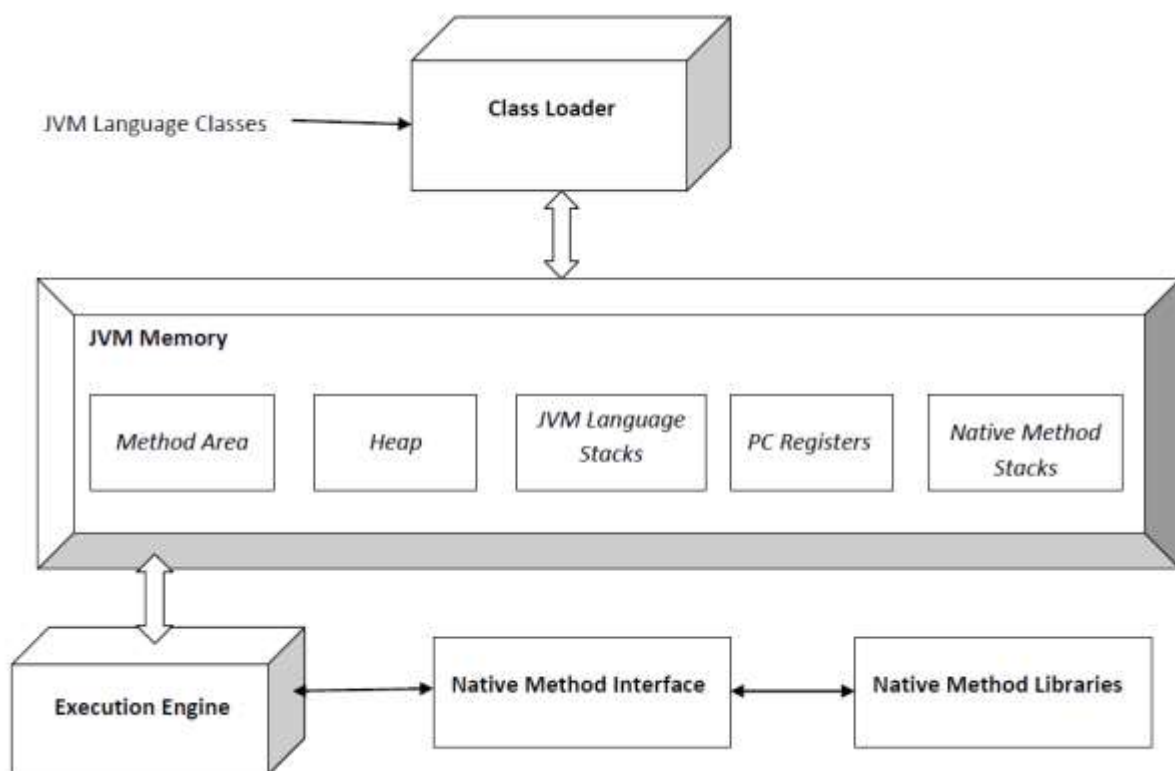 Class Loader
JVM Language Classes
JVM Memory
Method Area
Heap
JVM Language
Stacks
PC Registers
Native Method
Stacks
Execution Engine
Native Method Interface
Native Method Libraries